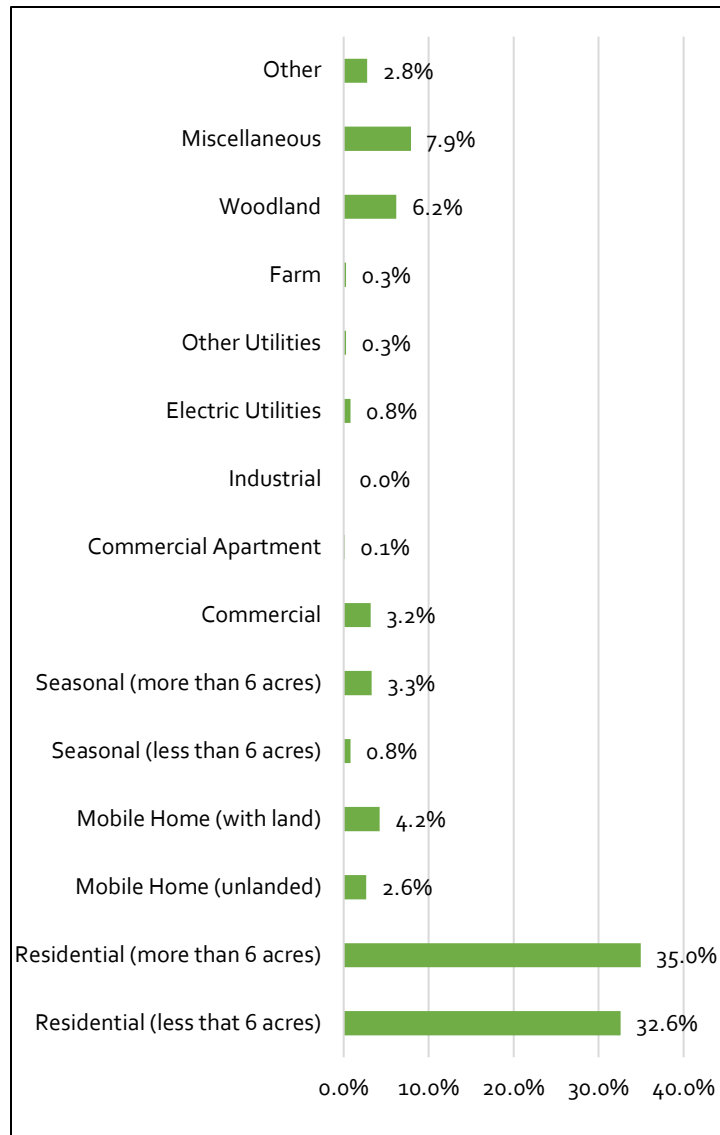 Other 2.8%
Miscellaneous 7.9%
Woodland 6.2%
Farm 0.3%
Other Utilities 0.3%
Electric Utilities 0.8%
Industrial 0.0%
Commercial Apartment 0.1%
Commercial 3.2%
Seasonal (more than 6 acres) 3.3%
Seasonal (less than 6 acres) 0.8%
Mobile Home (with land) 4.2%
Mobile Home (unlanded) 2.6%
Residential (more than 6 acres) 35.0%
Residential (less that 6 acres) 32.6%
0.0% 10.0% 20.0% 30.0% 40.0%